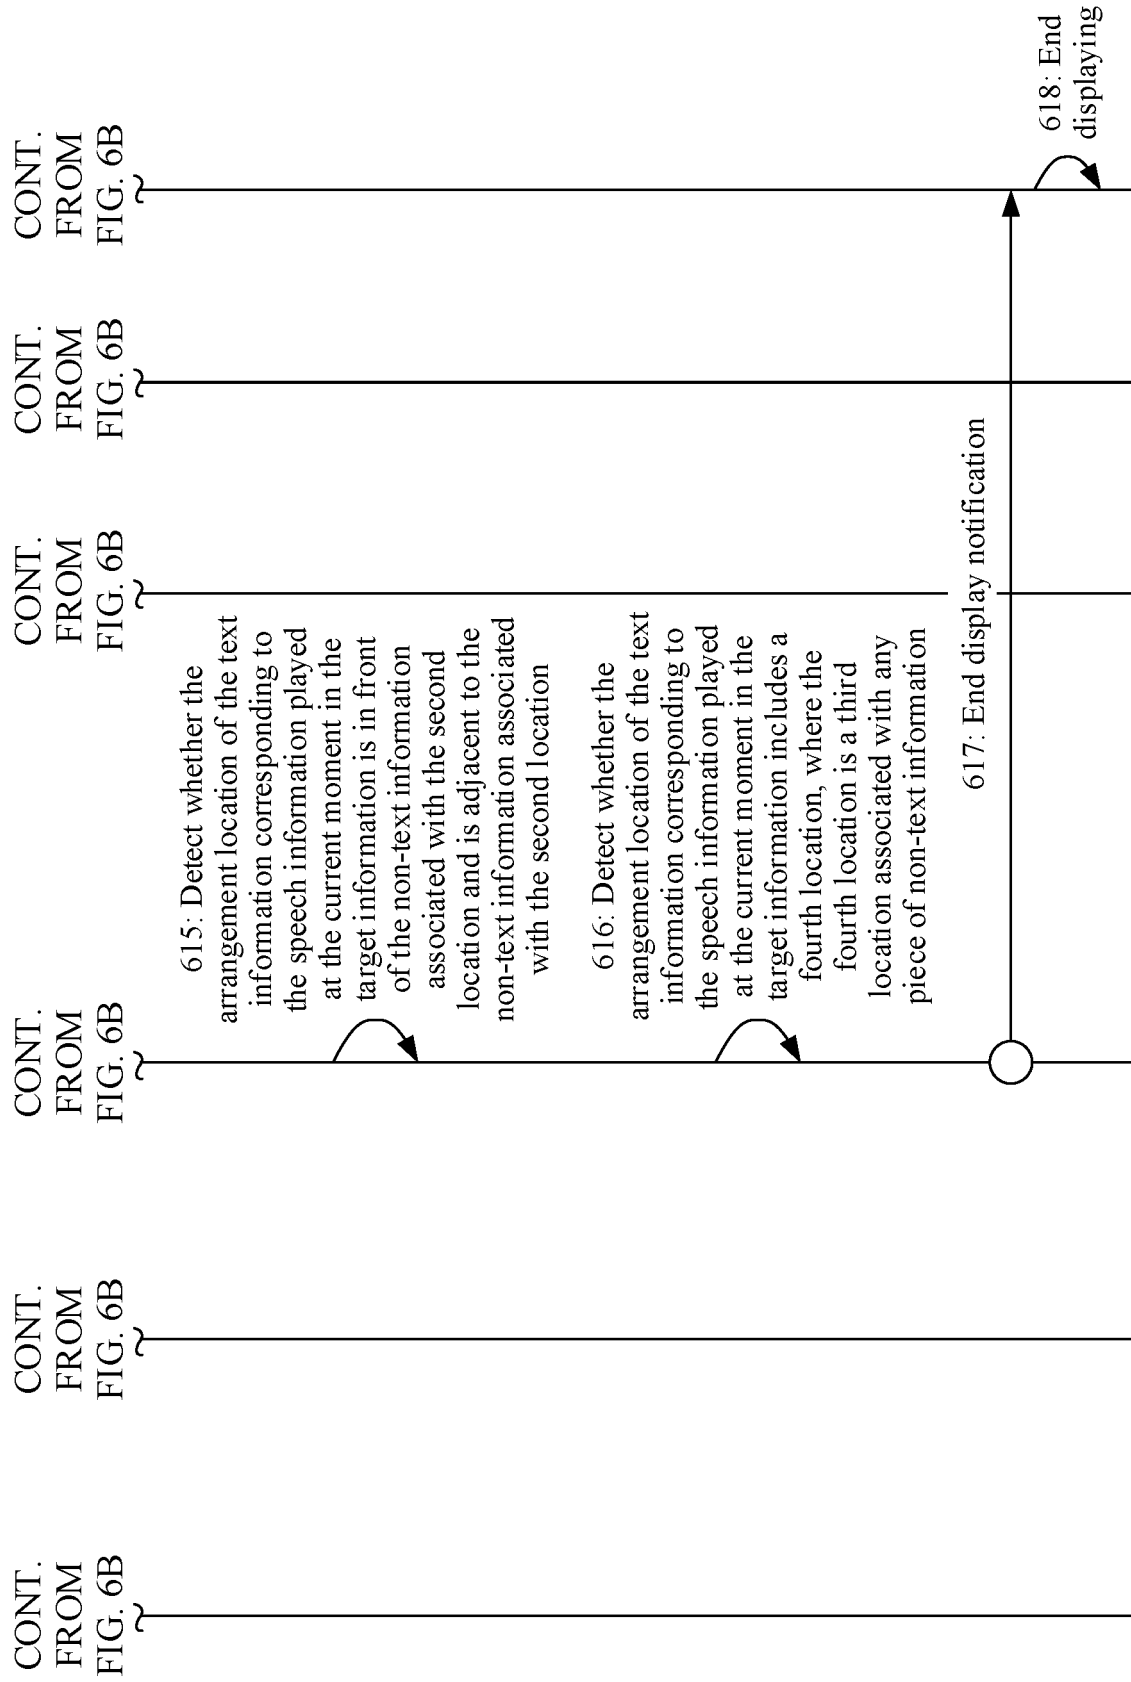 CONT.
FROM
FIG. 6B
CONT.
FROM
FIG. 6B
CONT.
FROM
FIG. 6B
CONT.
FROM
FIG. 6B
CONT.
FROM
FIG. 6B
CONT.
FROM
FIG. 6B
615: Detect whether the
arrangement location of the text
information corresponding to
the speech information played
at the current moment in the
target information is in front
of the non-text information
associated with the second
location and is adjacent to the
non-text information associated
with the second location
616: Detect whether the
arrangement location of the text
information corresponding to
the speech information played
at the current moment in the
target information includes a
fourth location, where the
fourth location is a third
location associated with any
piece of non-text information
617: End display notification
618: End
displaying